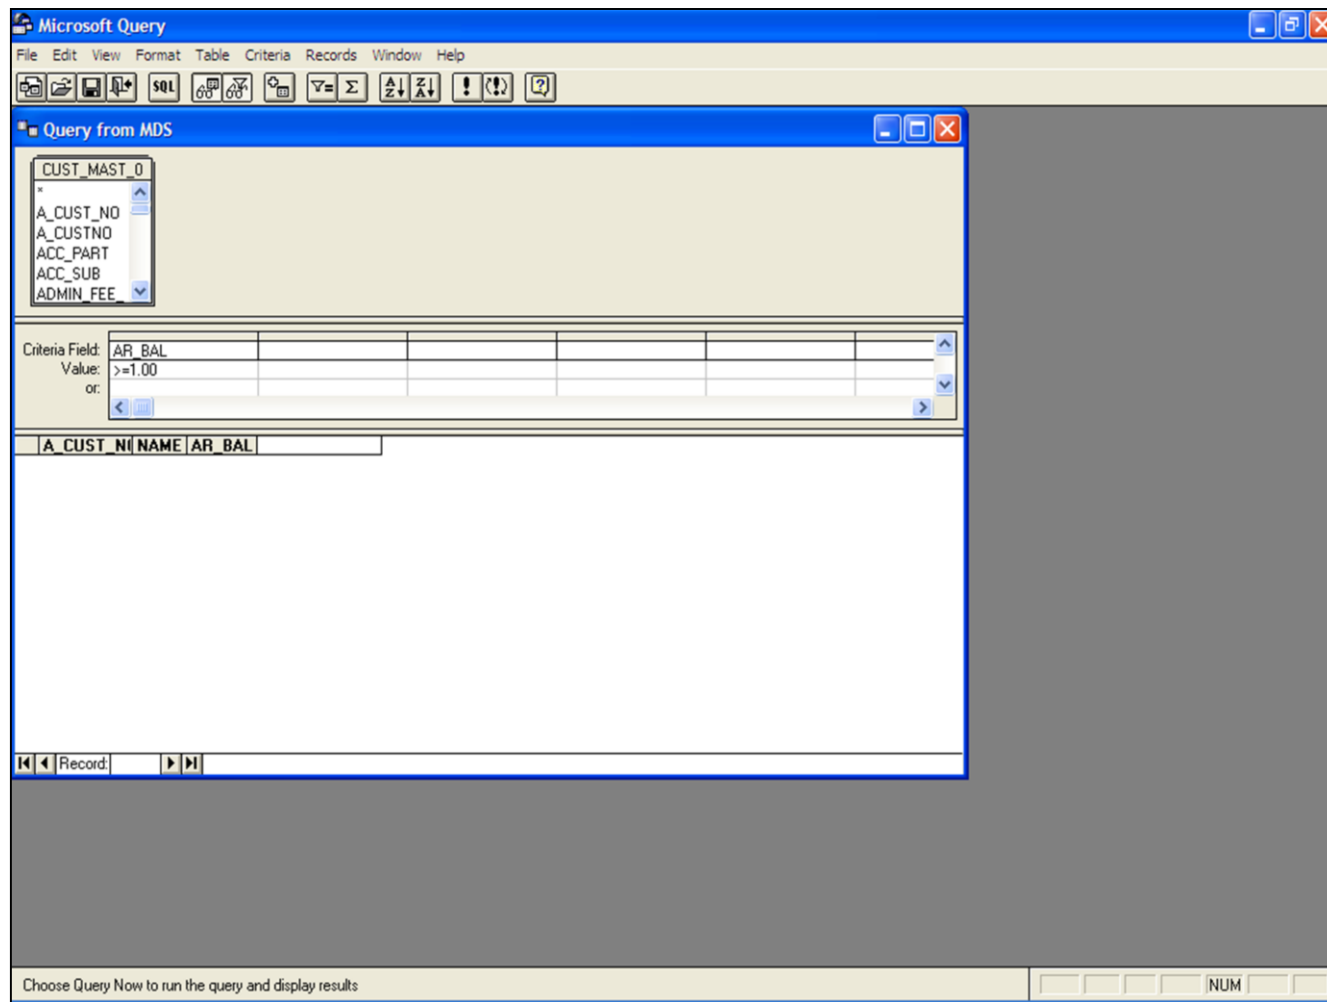 Microsoft Query
File Edit View Format Table Criteria Records Window Help
SQL
Query from MDS
CUST_MAST_0
*
A_CUST_NO
A_CUSTNO
ACC_PART
ACC_SUB
ADMIN_FEE_
Criteria Field: AR_BAL
Value: >=1.00
or:
A_CUST_N NAME AR_BAL
Record:
Choose Query Now to run the query and display results NUM